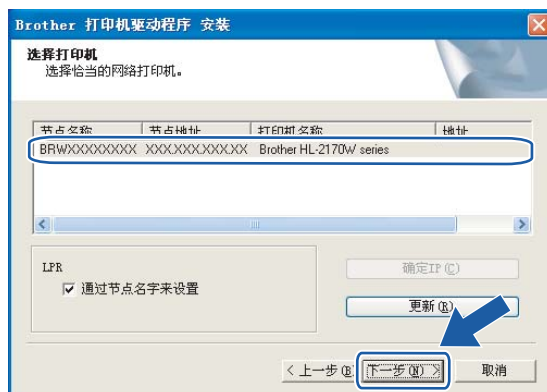 Brother 打印机驱动程序 安装
选择打印机
选择恰当的网络打印机。
节点名称 节点地址 打印机名称 地址
BRWXXXXXXXX XXX.XXX.XXX.XX Brother HL-2170W series
LPR
通过节点名字来设置
确定IP(C)
更新(R)
< 上一步(B) 下一步(N) > 取消